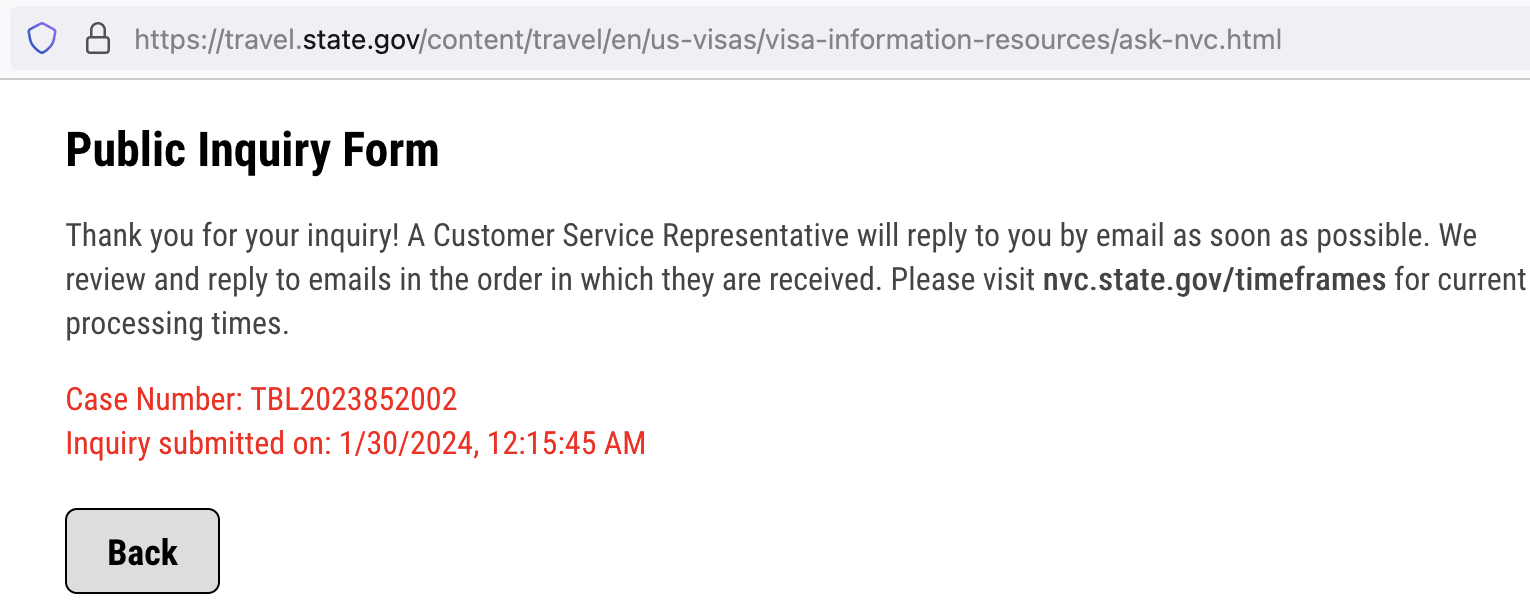 https://travel.state.gov/content/travel/en/us-visas/visa-information-resources/ask-nvc.html
Public Inquiry Form
Thank you for your inquiry! A Customer Service Representative will reply to you by email as soon as possible. We
review and reply to emails in the order in which they are received. Please visit nvc.state.gov/timeframes for current
processing times.
Case Number: TBL2023852002
Inquiry submitted on: 1/30/2024, 12:15:45 AM
Back